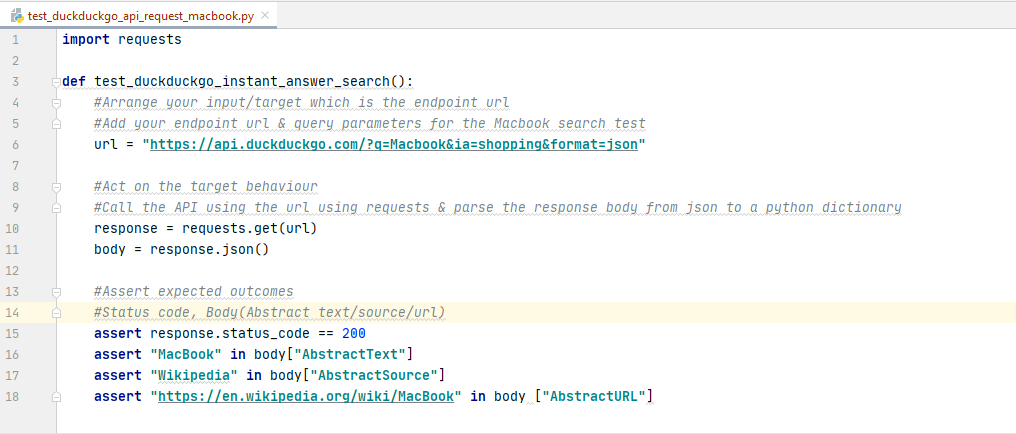 test_duckduckgo_api_request_macbook.py
1 import requests
2
3 def test_duckduckgo_instant_answer_search():
4 #Arrange your input/target which is the endpoint url
5 #Add your endpoint url & query parameters for the Macbook search test
6 url = "https://api.duckduckgo.com/?q=Macbook&ia=shopping&format=json"
7
8 #Act on the target behaviour
9 #Call the API using the url using requests & parse the response body from json to a python dictionary
10 response = requests.get(url)
11 body = response.json()
12
13 #Assert expected outcomes
14 #Status code, Body(Abstract text/source/url)
15 assert response.status_code == 200
16 assert "MacBook" in body["AbstractText"]
17 assert "Wikipedia" in body["AbstractSource"]
18 assert "https://en.wikipedia.org/wiki/MacBook" in body ["AbstractURL"]